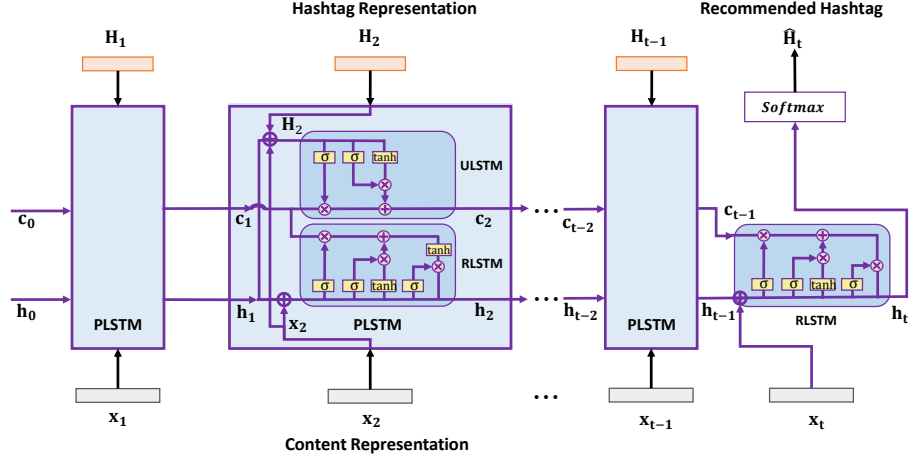 Hashtag Representation
Recommended Hashtag
H₁
H₂
Hₜ₋₁
Ĥₜ
Softmax
H₂
σ
σ
tanh
ULSTM
×
×
+
c₀
c₁
c₂
...
cₜ₋₂
cₜ₋₁
×
+
tanh
×
×
RLSTM
σ
σ
tanh
σ
×
+
×
×
σ
σ
tanh
σ
h₀
h₁
h₂
...
hₜ₋₂
hₜ₋₁
hₜ
PLSTM
x₂
PLSTM
PLSTM
RLSTM
x₁
x₂
...
xₜ₋₁
xₜ
Content Representation